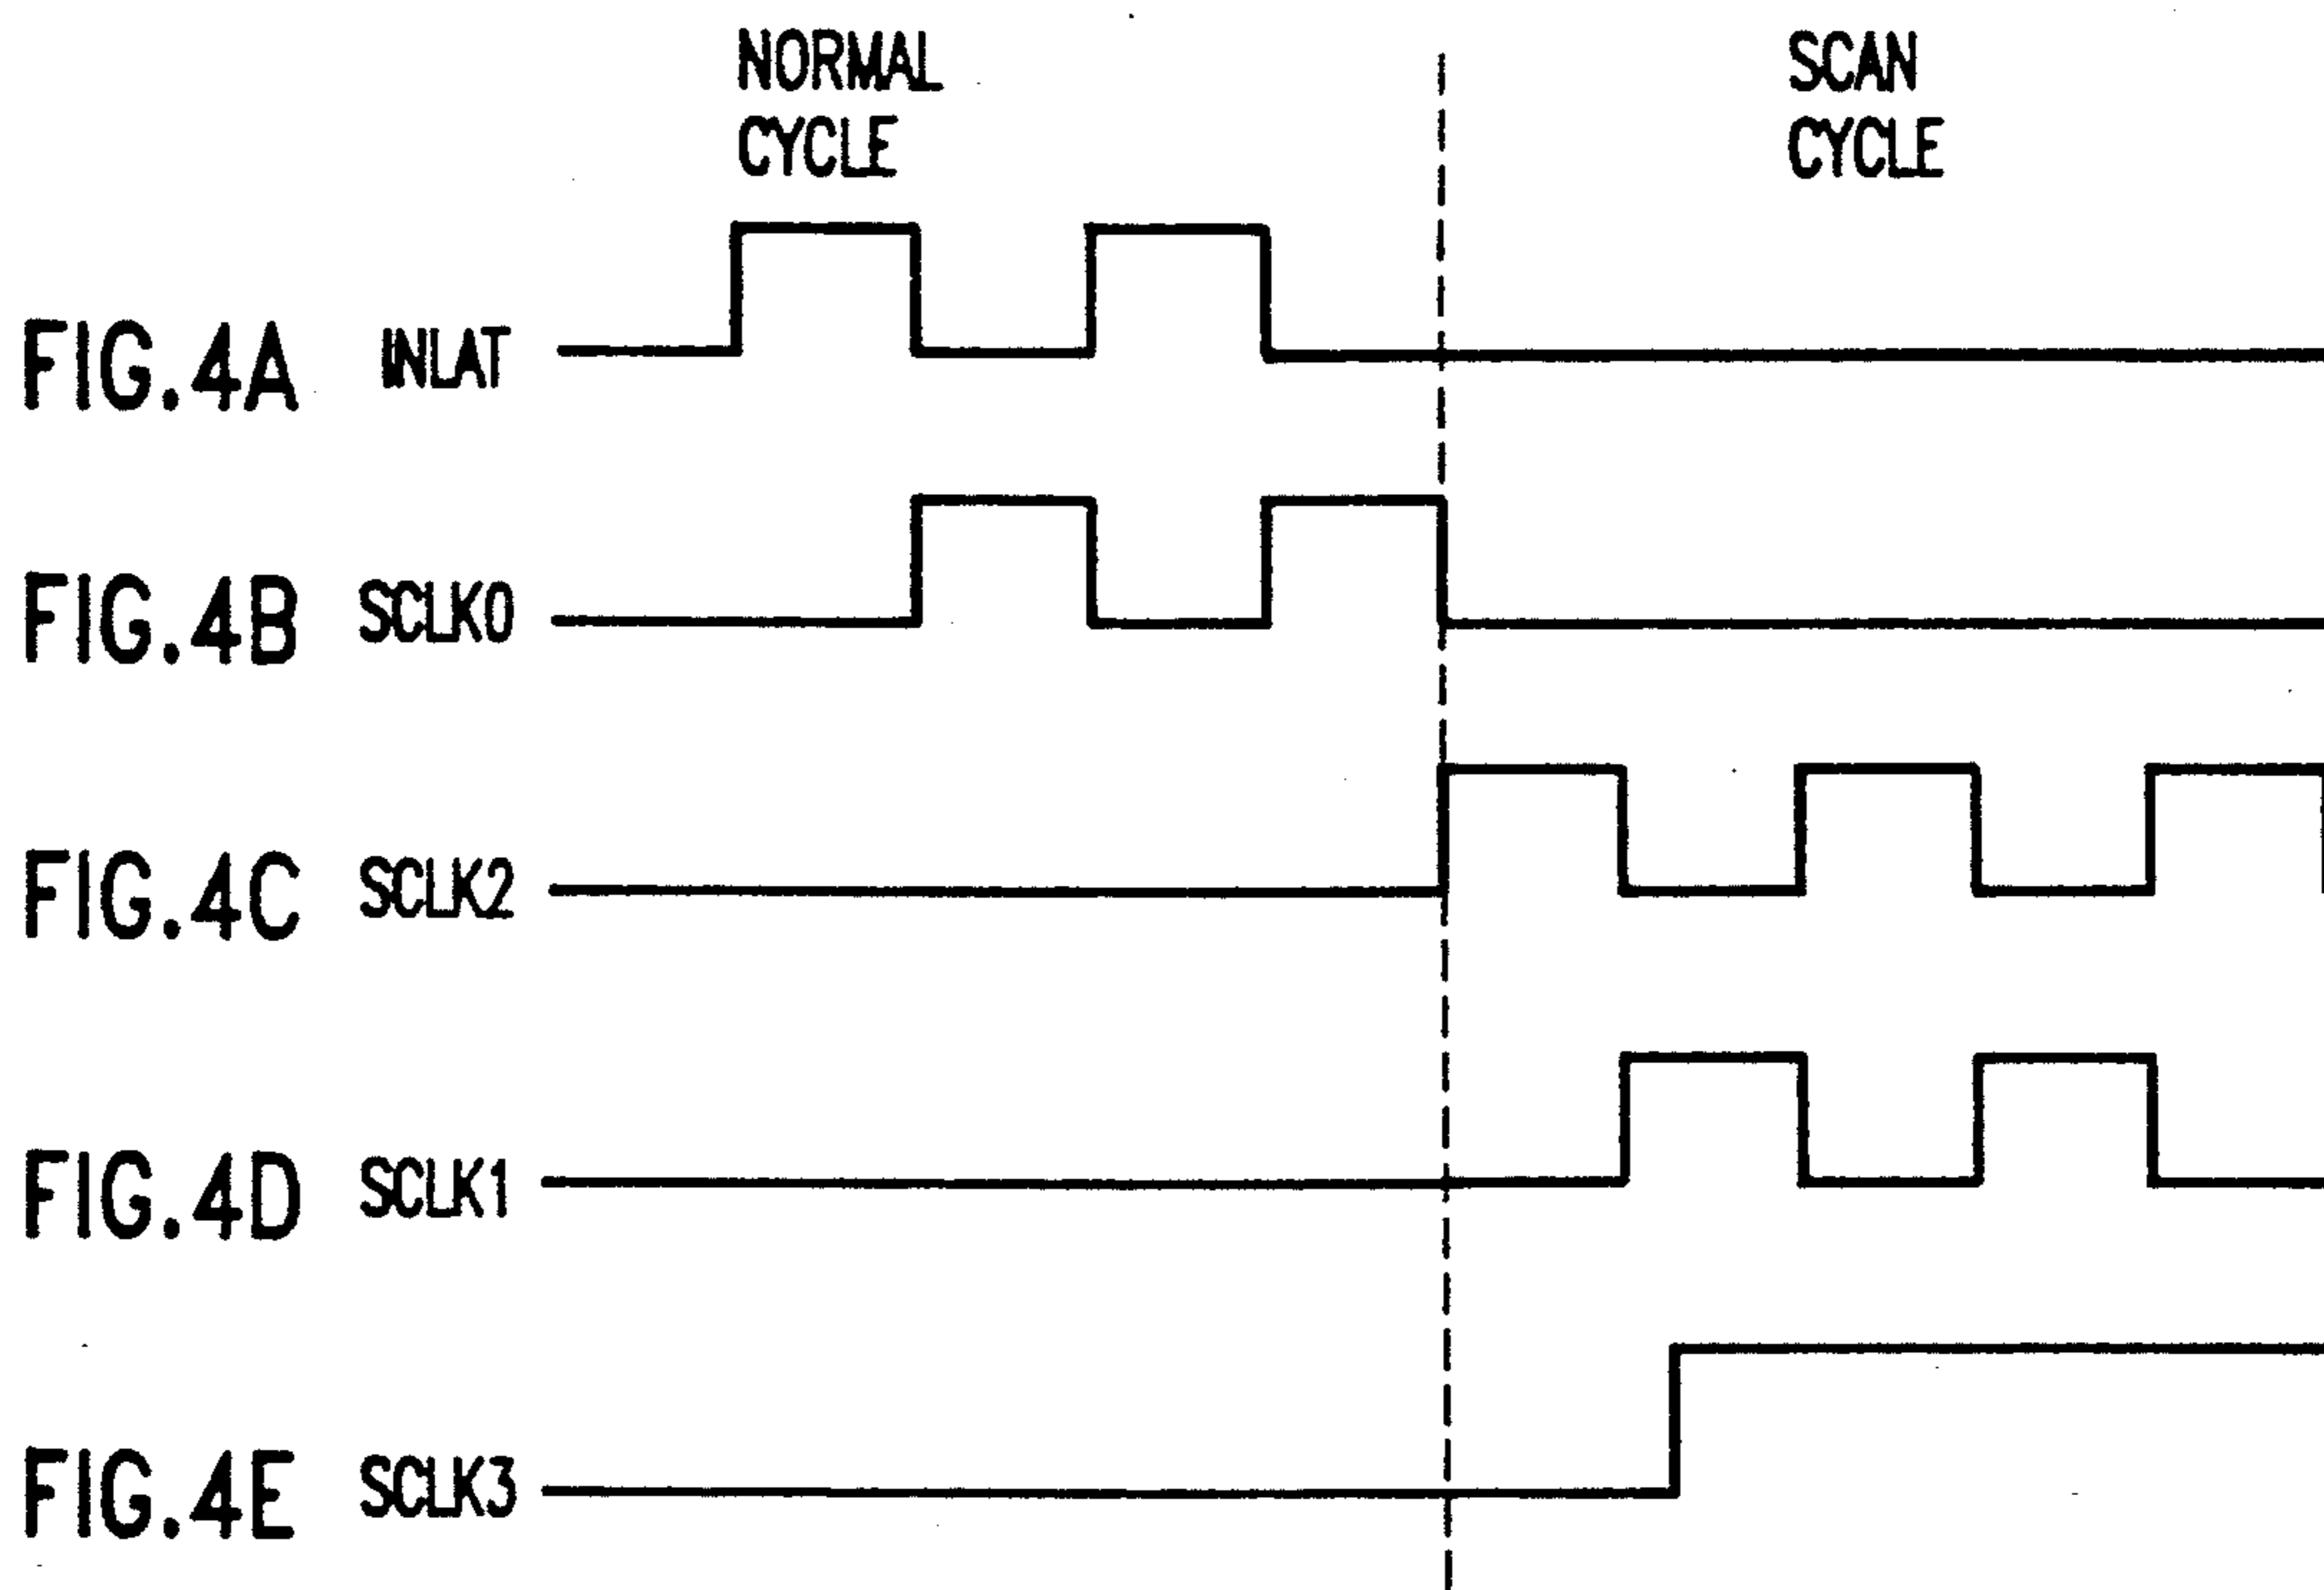 NORMAL
CYCLE
SCAN
CYCLE
FIG.4A INLAT
FIG.4B SCLK0
FIG.4C SCLK2
FIG.4D SCLK1
FIG.4E SCLK3